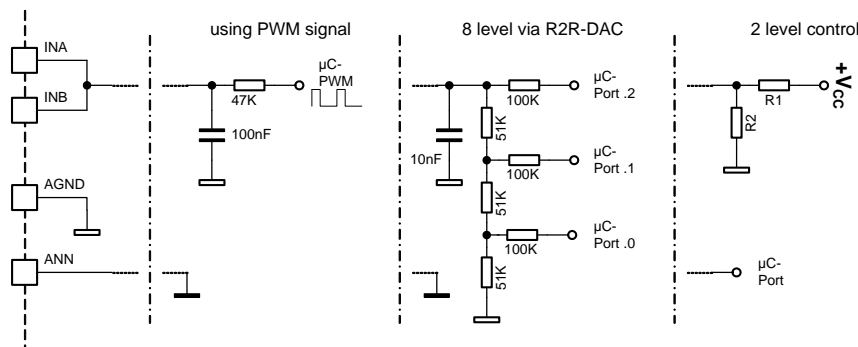 using PWM signal
8 level via R2R-DAC
2 level control
INA
INB
AGND
ANN
47K
µC-
PWM
100nF
10nF
100K
µC-
Port .2
51K
100K
µC-
Port .1
51K
100K
µC-
Port .0
51K
R1
+VCC
R2
µC-
Port